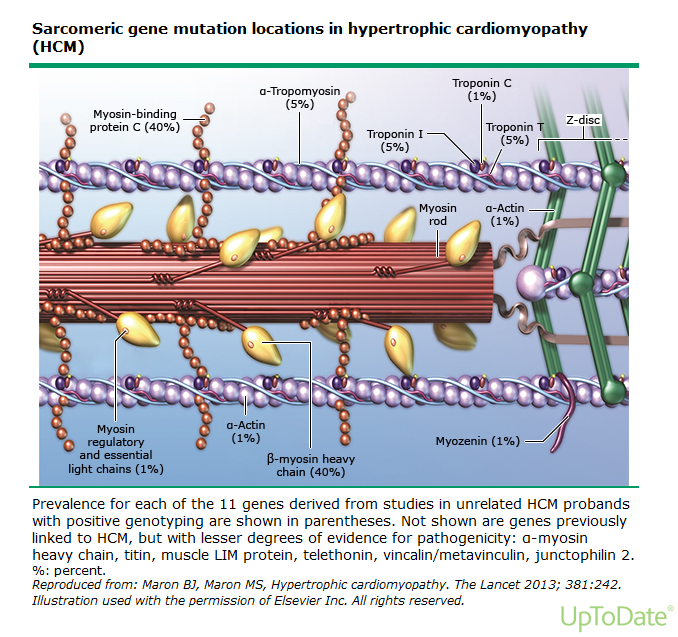 Sarcomeric gene mutation locations in hypertrophic cardiomyopathy
(HCM)
α-Tropomyosin
(5%)
Troponin C
(1%)
Myosin-binding
protein C (40%)
Troponin I
(5%)
Troponin T
(5%)
Z-disc
Myosin
rod
α-Actin
(1%)
Myosin
regulatory
and essential
light chains (1%)
α-Actin
(1%)
β-myosin heavy
chain (40%)
Myozenin (1%)
Prevalence for each of the 11 genes derived from studies in unrelated HCM probands
with positive genotyping are shown in parentheses. Not shown are genes previously
linked to HCM, but with lesser degrees of evidence for pathogenicity: α-myosin
heavy chain, titin, muscle LIM protein, telethonin, vincalin/metavinculin, junctophilin 2.
%: percent.
Reproduced from: Maron BJ, Maron MS, Hypertrophic cardiomyopathy. The Lancet 2013; 381:242.
Illustration used with the permission of Elsevier Inc. All rights reserved.
UpToDate®